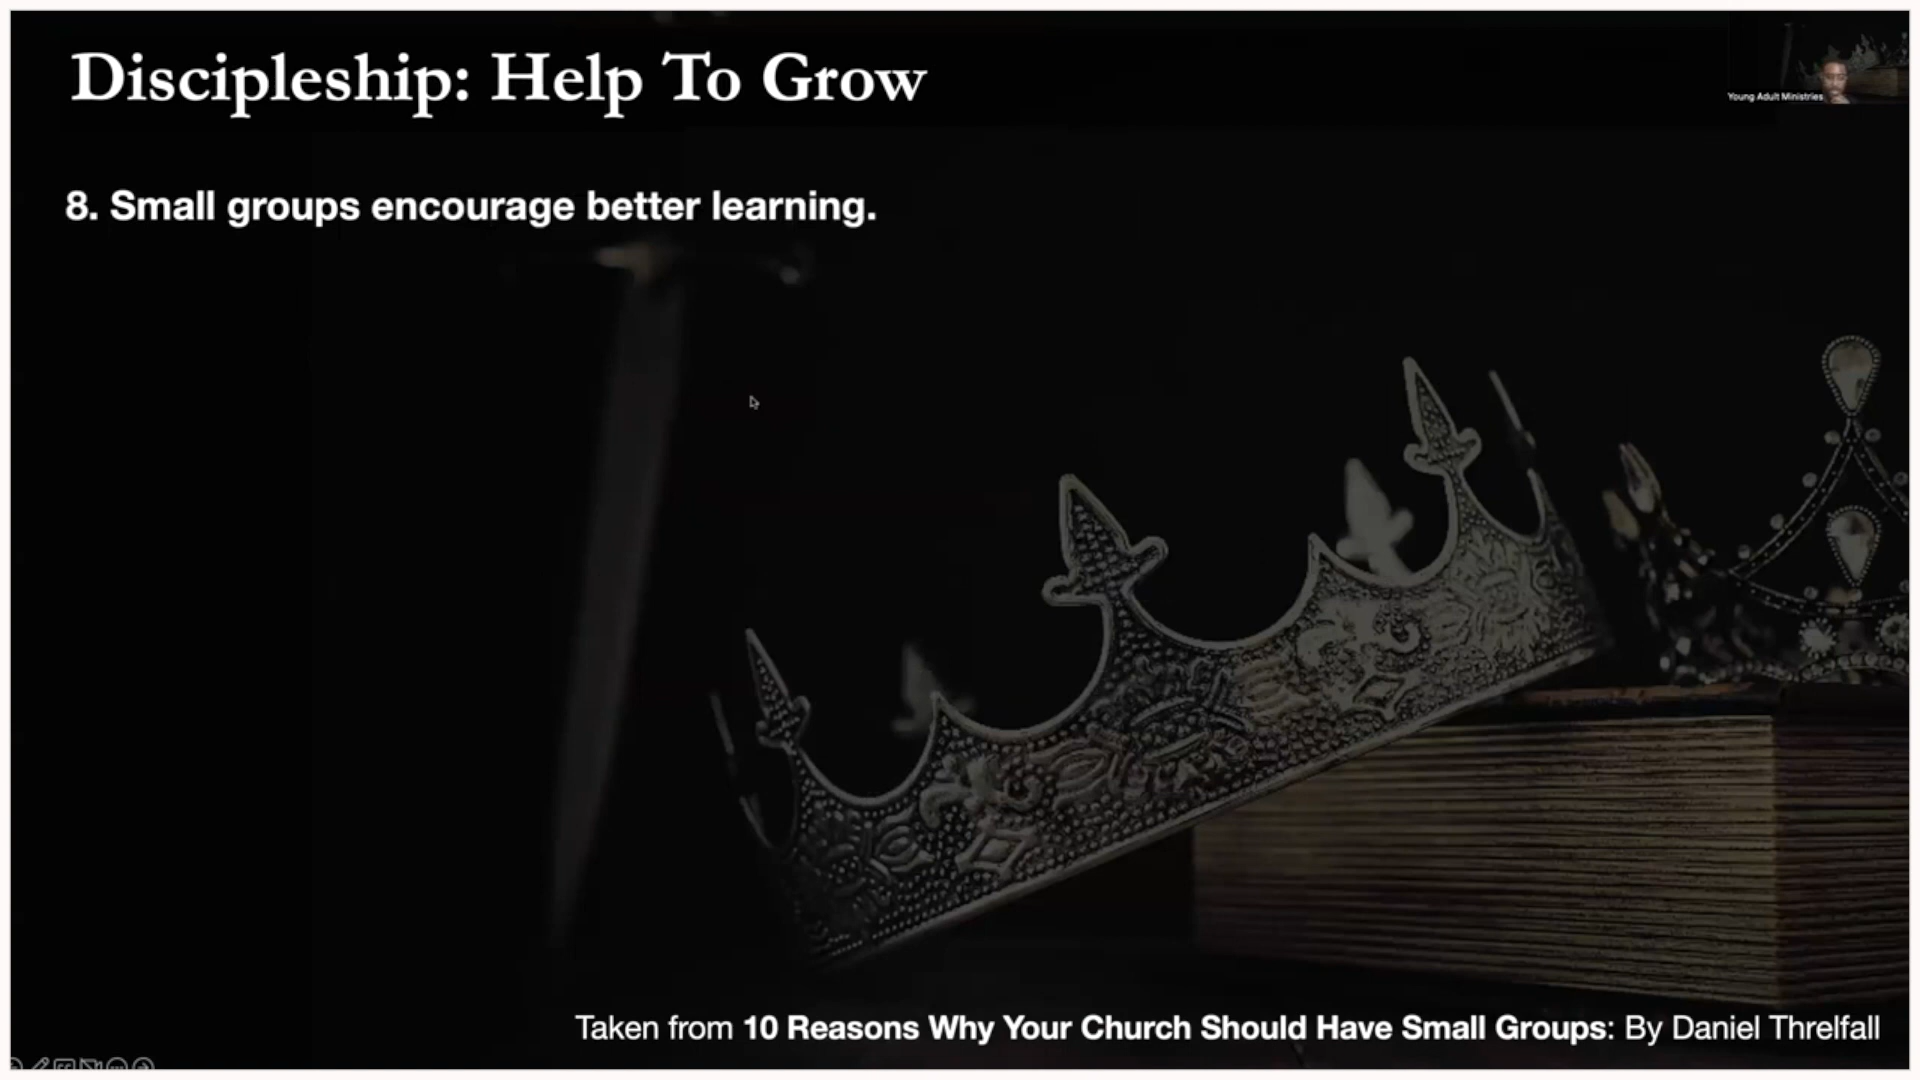 Discipleship: Help To Grow
Young Adult Ministries
8. Small groups encourage better learning.
Taken from 10 Reasons Why Your Church Should Have Small Groups: By Daniel Threlfall